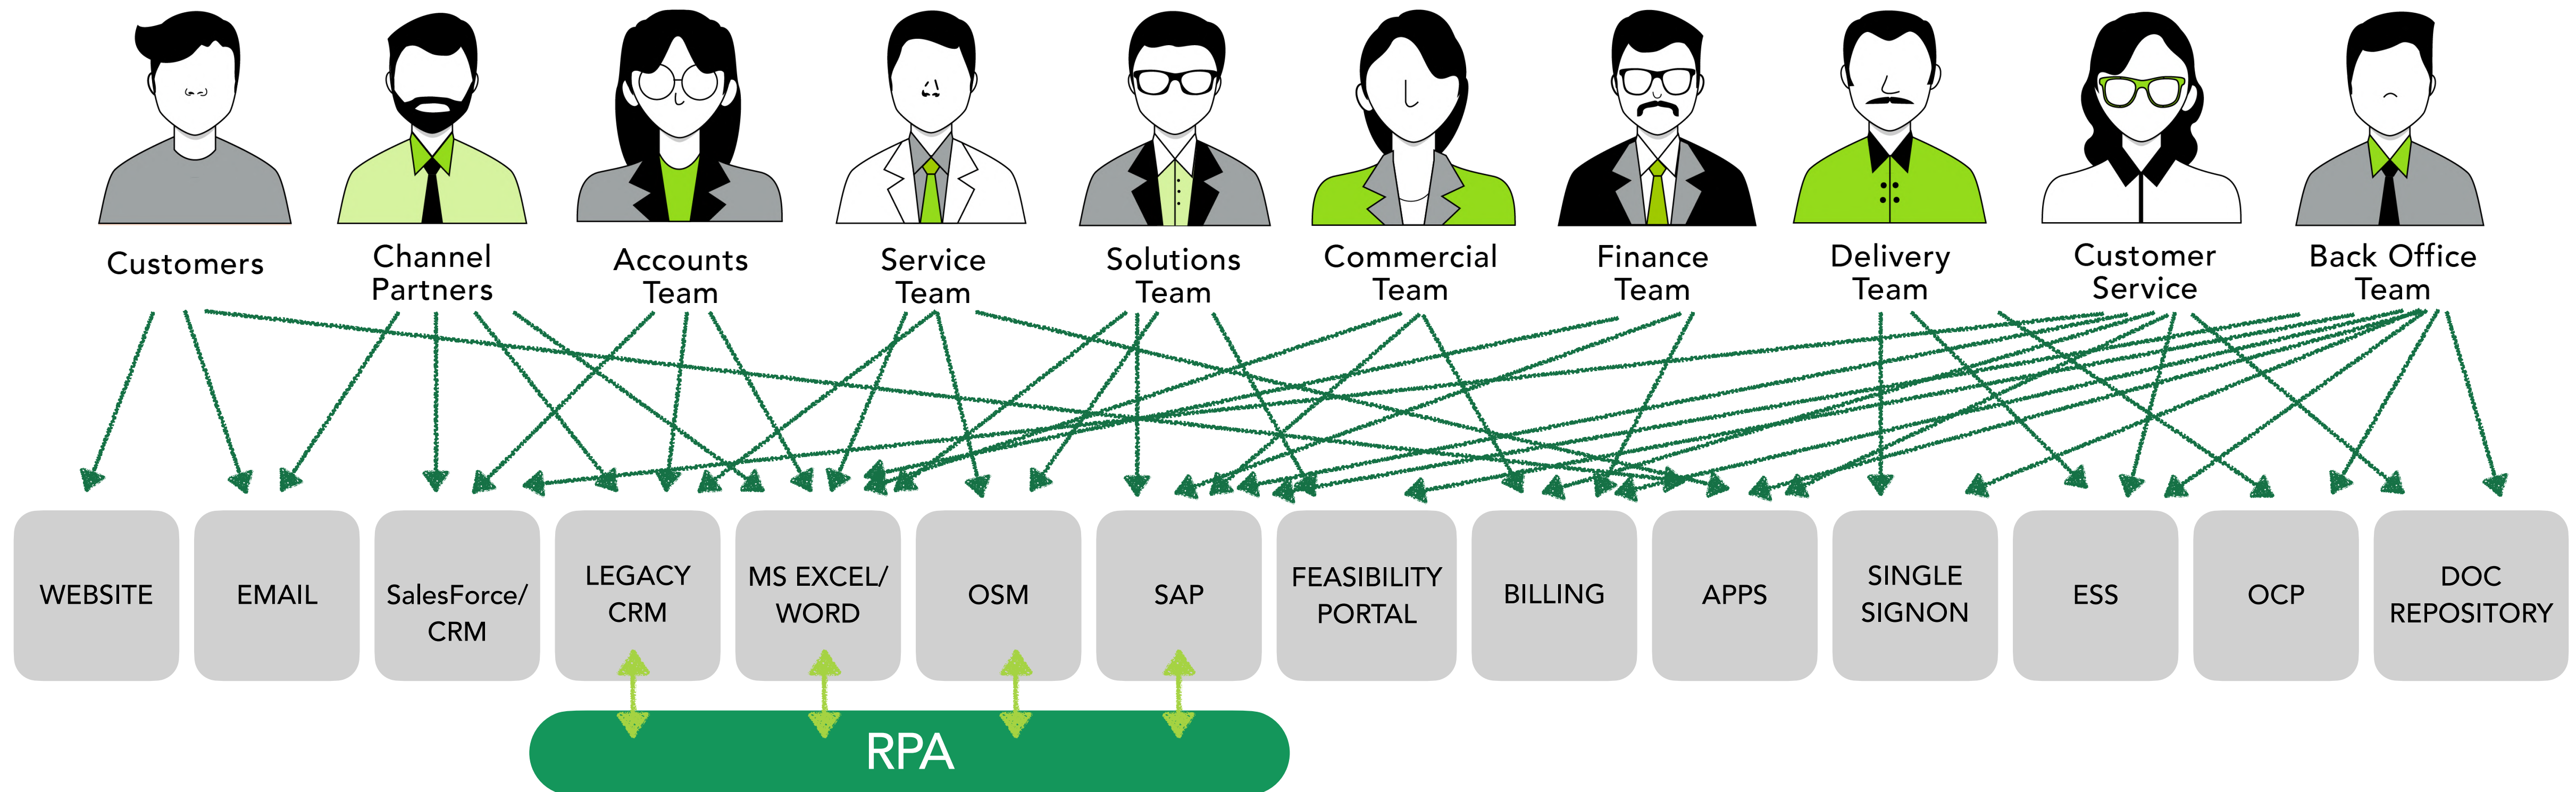 Customers
Channel
Partners
Accounts
Team
Service
Team
Solutions
Team
Commercial
Team
Finance
Team
Delivery
Team
Customer
Service
Back Office
Team
WEBSITE
EMAIL
SalesForce/
CRM
LEGACY
CRM
MS EXCEL/
WORD
OSM
SAP
FEASIBILITY
PORTAL
BILLING
APPS
SINGLE
SIGNON
ESS
OCP
DOC
REPOSITORY
RPA